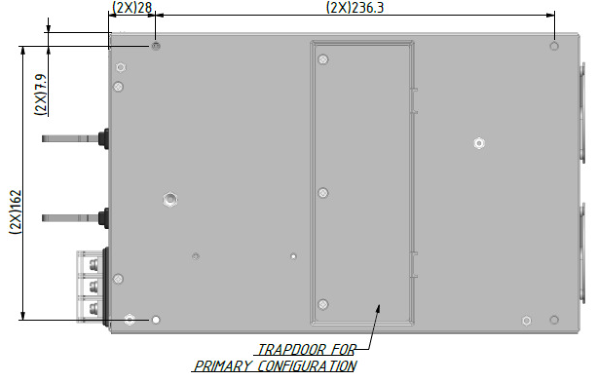 (2X)28
(2X)236.3
(2X)7.9
(2X)162
TRAPDOOR FOR
PRIMARY CONFIGURATION